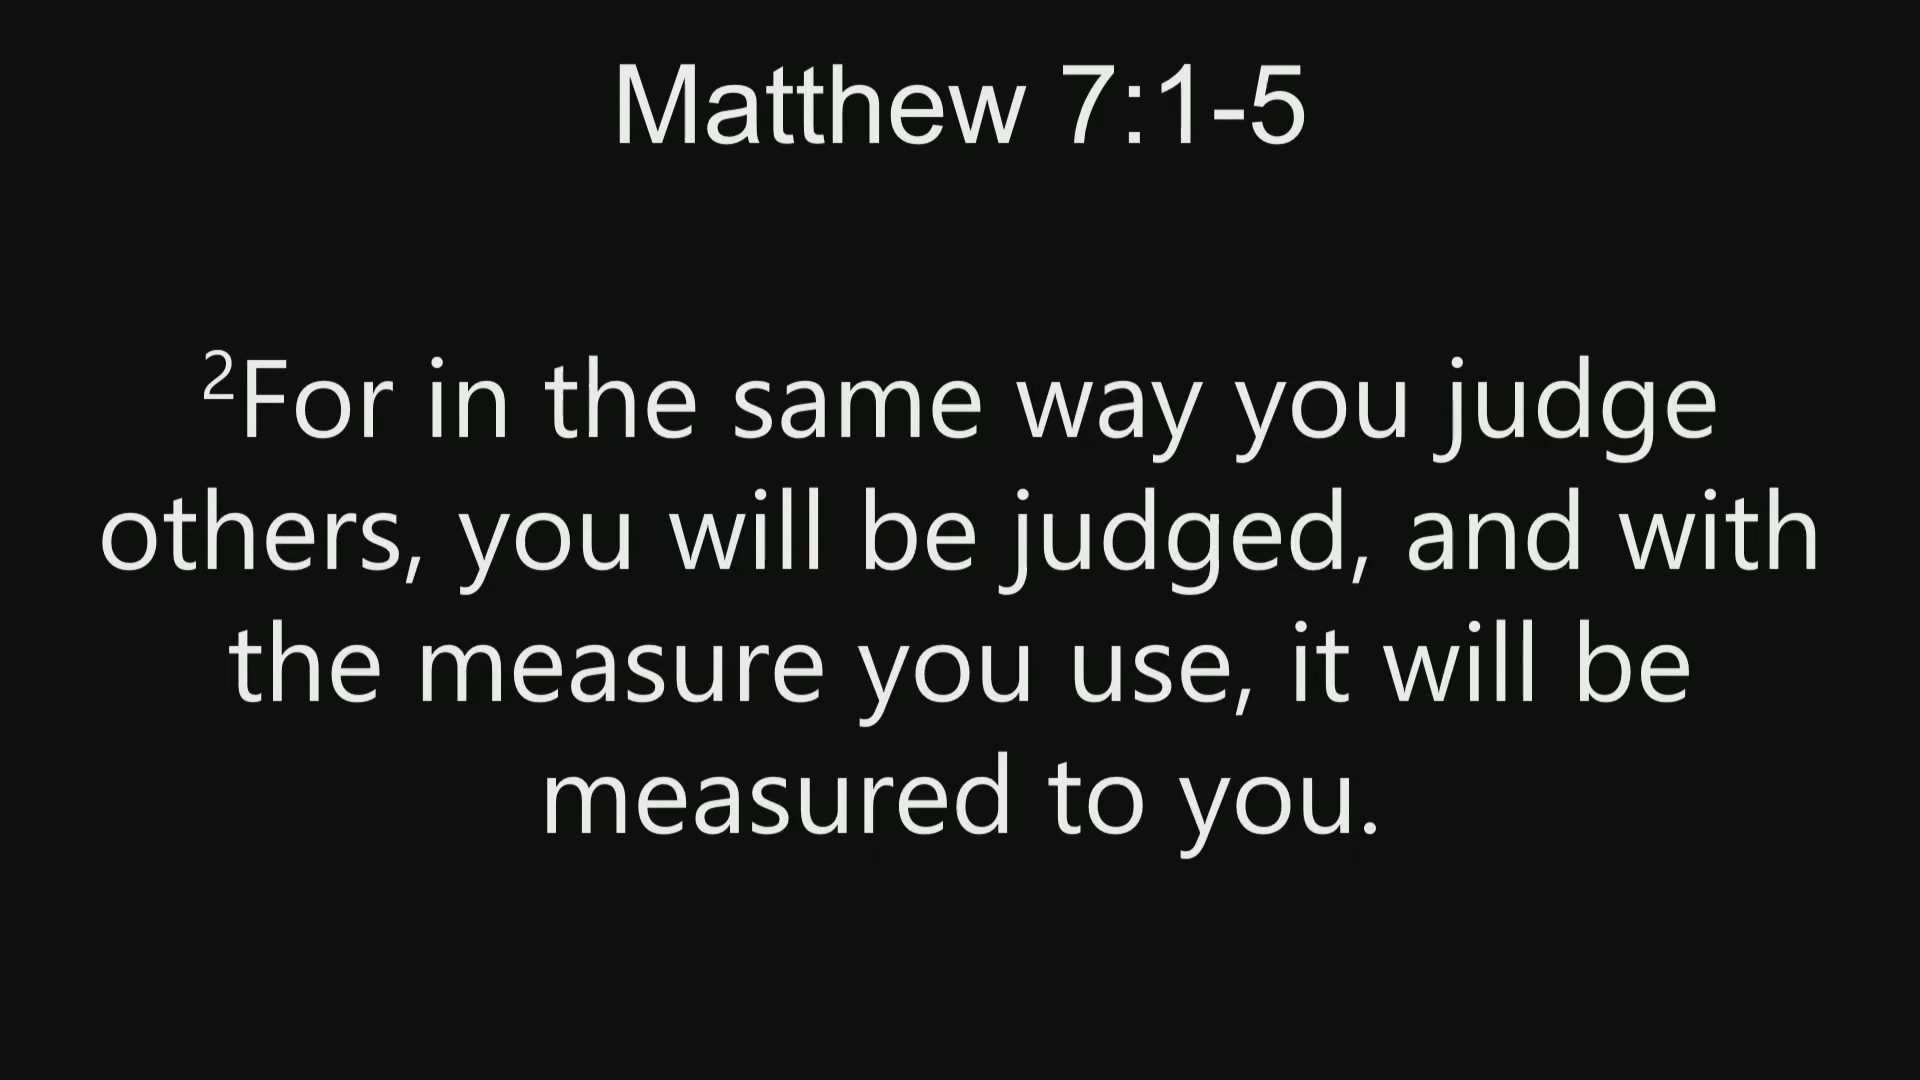 Matthew 7:1-5
²For in the same way you judge
others, you will be judged, and with
the measure you use, it will be
measured to you.